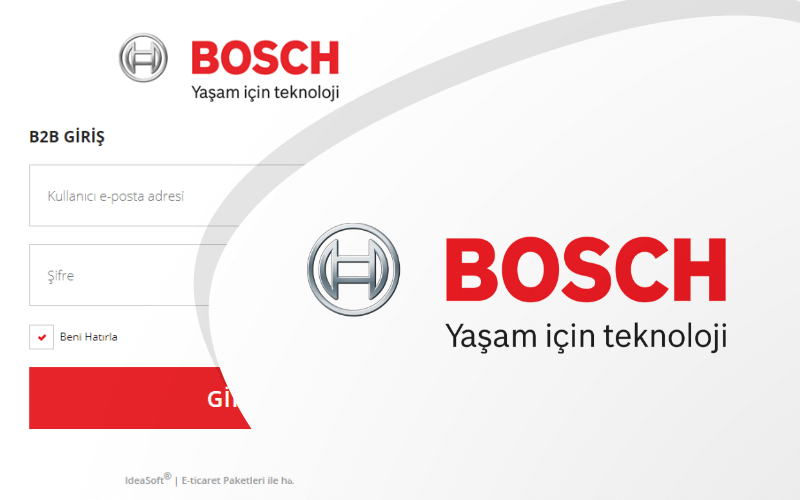 BOSCH
Yaşam için teknoloji
B2B GİRİŞ
Kullanıcı e-posta adresi
Şifre
Beni Hatırla
BOSCH
Yaşam için teknoloji
IdeaSoft® | E-ticaret Paketleri ile